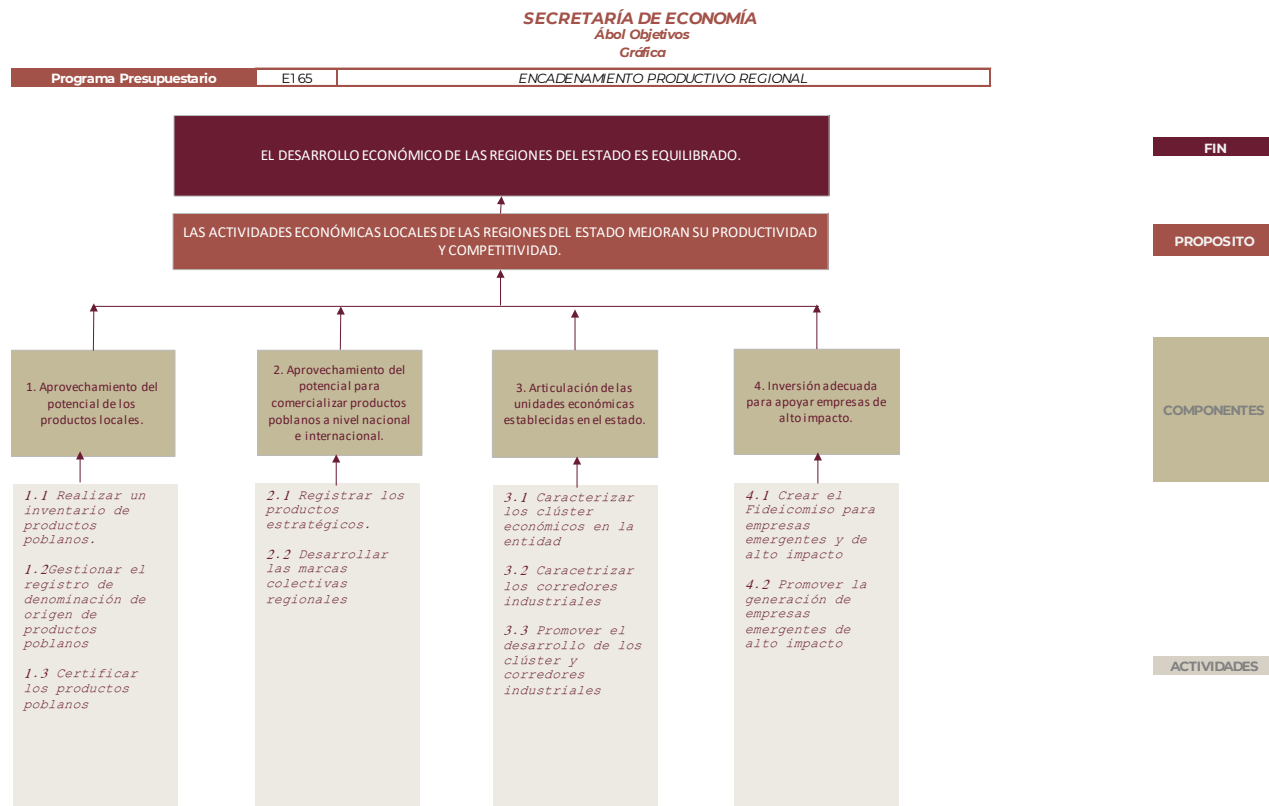 SECRETARÍA DE ECONOMÍA
Ábol Objetivos
Gráfica
Programa Presupuestario E165 ENCADENAMIENTO PRODUCTIVO REGIONAL
EL DESARROLLO ECONÓMICO DE LAS REGIONES DEL ESTADO ES EQUILIBRADO.
FIN
LAS ACTIVIDADES ECONÓMICAS LOCALES DE LAS REGIONES DEL ESTADO MEJORAN SU PRODUCTIVIDAD
Y COMPETITIVIDAD.
PROPOSITO
1. Aprovechamiento del
potencial de los
productos locales.
2. Aprovechamiento del
potencial para
comercializar productos
poblanos a nivel nacional
e internacional.
3. Articulación de las
unidades económicas
establecidas en el estado.
4. Inversión adecuada
para apoyar empresas de
alto impacto.
COMPONENTES
1.1 Realizar un
inventario de
productos
poblanos.
1.2Gestionar el
registro de
denominación de
origen de
productos
poblanos
1.3 Certificar
los productos
poblanos
2.1 Registrar los
productos
estratégicos.
2.2 Desarrollar
las marcas
colectivas
regionales
3.1 Caracterizar
los clúster
económicos en la
entidad
3.2 Caracetrizar
los corredores
industriales
3.3 Promover el
desarrollo de los
clúster y
corredores
industriales
4.1 Crear el
Fideicomiso para
empresas
emergentes y de
alto impacto
4.2 Promover la
generación de
empresas
emergentes de
alto impacto
ACTIVIDADES